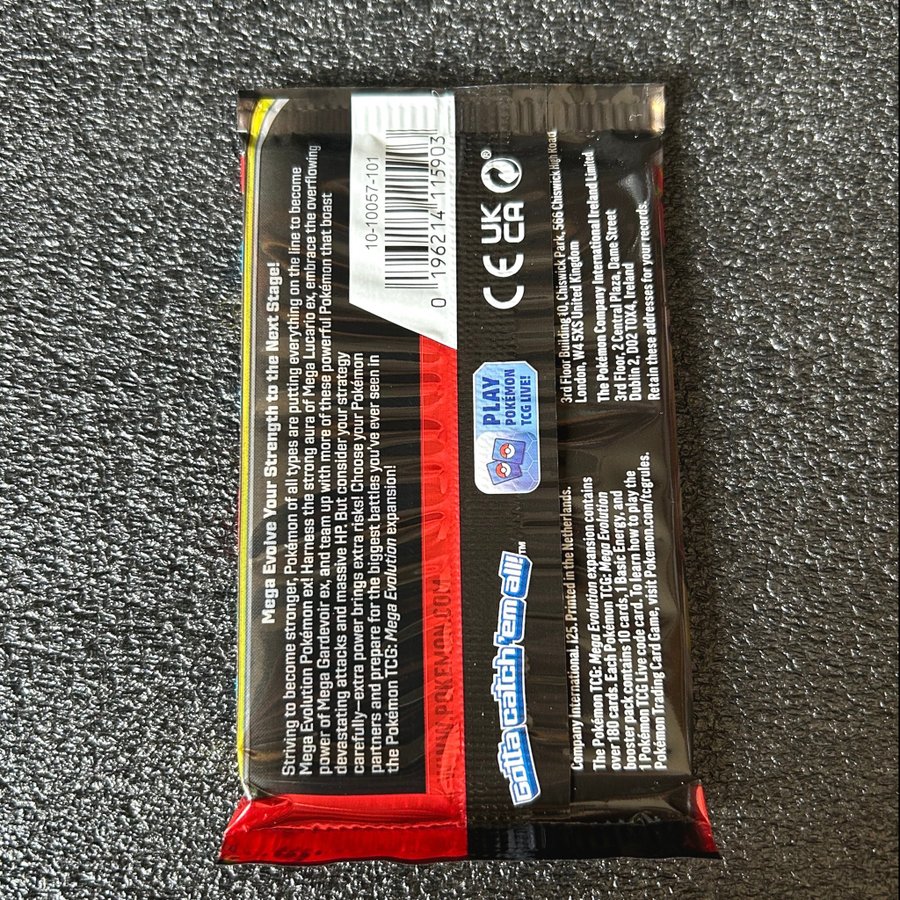 Mega Evolve Your Strength to the Next Stage!
Striving to become stronger, Pokémon of all types are putting everything on the line to become
Mega Evolution Pokémon ex! Harness the strong aura of Mega Lucario ex, embrace the overflowing
power of Mega Gardevoir ex, and team up with more of these powerful Pokémon that boast
devastating attacks and massive HP. But consider your strategy
carefully—extra power brings extra risks! Choose your Pokémon
partners and prepare for the biggest battles you've ever seen in
the Pokémon TCG: Mega Evolution expansion!
10-10057-101
0 196214 115903
WWW.POKEMON.COM
Gotta catch 'em all!™
PLAY
POKÉMON
TCG LIVE!
CE
UK
CA
®
Company International. 125. Printed in the Netherlands.
The Pokémon TCG: Mega Evolution expansion contains
over 180 cards. Each Pokémon TCG: Mega Evolution
booster pack contains 10 cards, 1 Basic Energy, and
1 Pokémon TCG Live code card. To learn how to play the
Pokémon Trading Card Game, visit Pokemon.com/tcgrules.
3rd Floor Building 10, Chiswick Park, 566 Chiswick High Road
London, W4 5XS United Kingdom
The Pokémon Company International Ireland Limited
3rd Floor, 2 Central Plaza, Dame Street
Dublin 2, D02 T0X4, Ireland
Retain these addresses for your records.